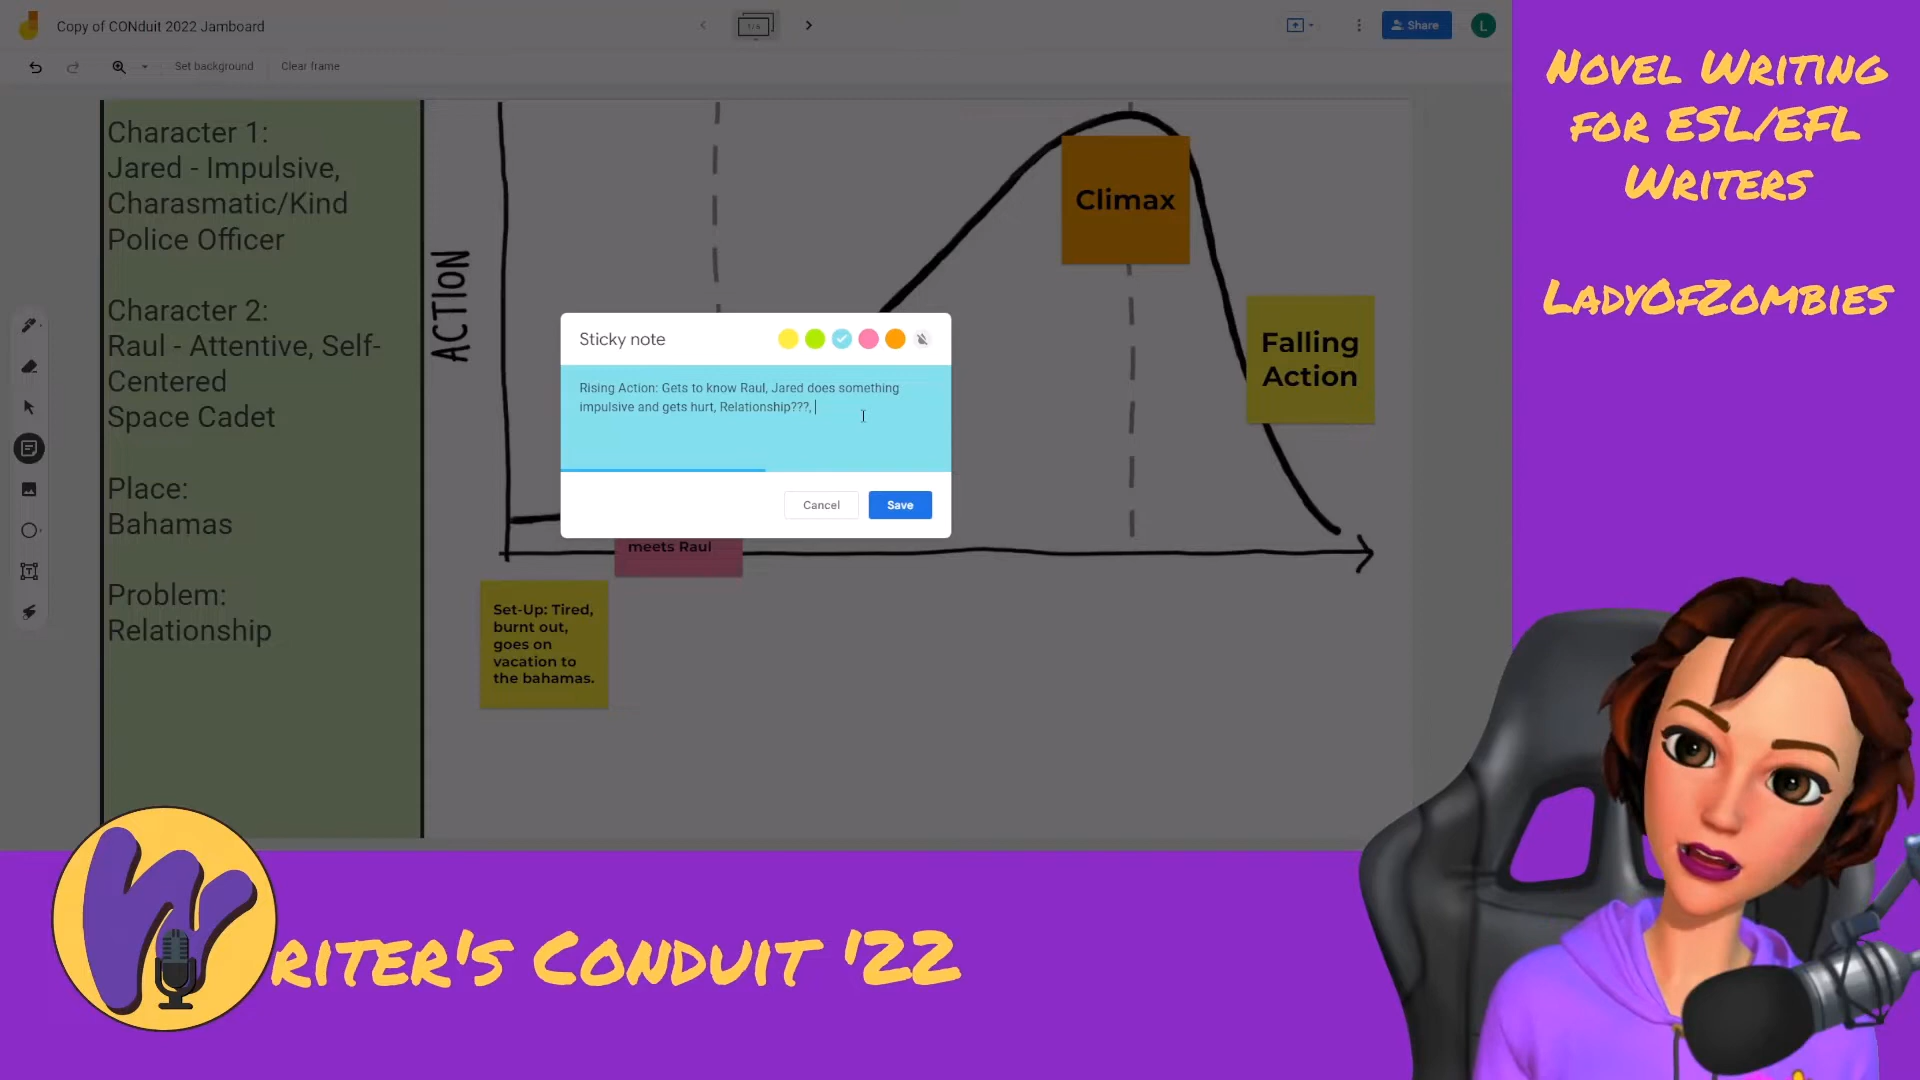 Copy of CONduit 2022 Jamboard
1/6
Share
L
Set background
Clear frame
Character 1:
Jared - Impulsive,
Charasmatic/Kind
Police Officer
Character 2:
Raul - Attentive, Self-
Centered
Space Cadet
Place:
Bahamas
Problem:
Relationship
ACTION
Climax
Falling
Action
Sticky note
Rising Action: Gets to know Raul, Jared does something
impulsive and gets hurt, Relationship???,
Cancel
Save
meets Raul
Set-Up: Tired,
burnt out,
goes on
vacation to
the bahamas.
Novel Writing
for ESL/EFL
Writers
LadyOfZombies
Writer's Conduit '22